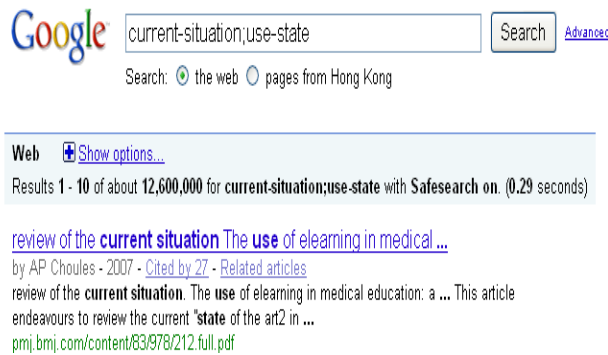 Google current-situation;use-state Search Advanced
Search: the web pages from Hong Kong
Web Show options...
Results 1 - 10 of about 12,600,000 for current-situation;use-state with Safesearch on. (0.29 seconds)
review of the current situation The use of elearning in medical ...
by AP Choules - 2007 - Cited by 27 - Related articles
review of the current situation. The use of elearning in medical education: a ... This article
endeavours to review the current "state of the art2 in ...
pmj.bmj.com/content/83/978/212.full.pdf